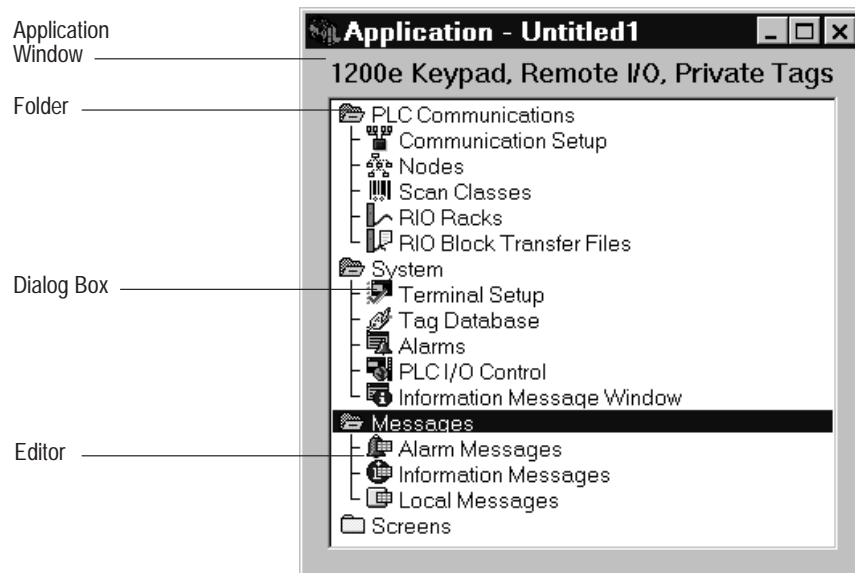 Application
Window
Folder
Dialog Box
Editor
Application - Untitled1
1200e Keypad, Remote I/O, Private Tags
PLC Communications
Communication Setup
Nodes
Scan Classes
RIO Racks
RIO Block Transfer Files
System
Terminal Setup
Tag Database
Alarms
PLC I/O Control
Information Message Window
Messages
Alarm Messages
Information Messages
Local Messages
Screens